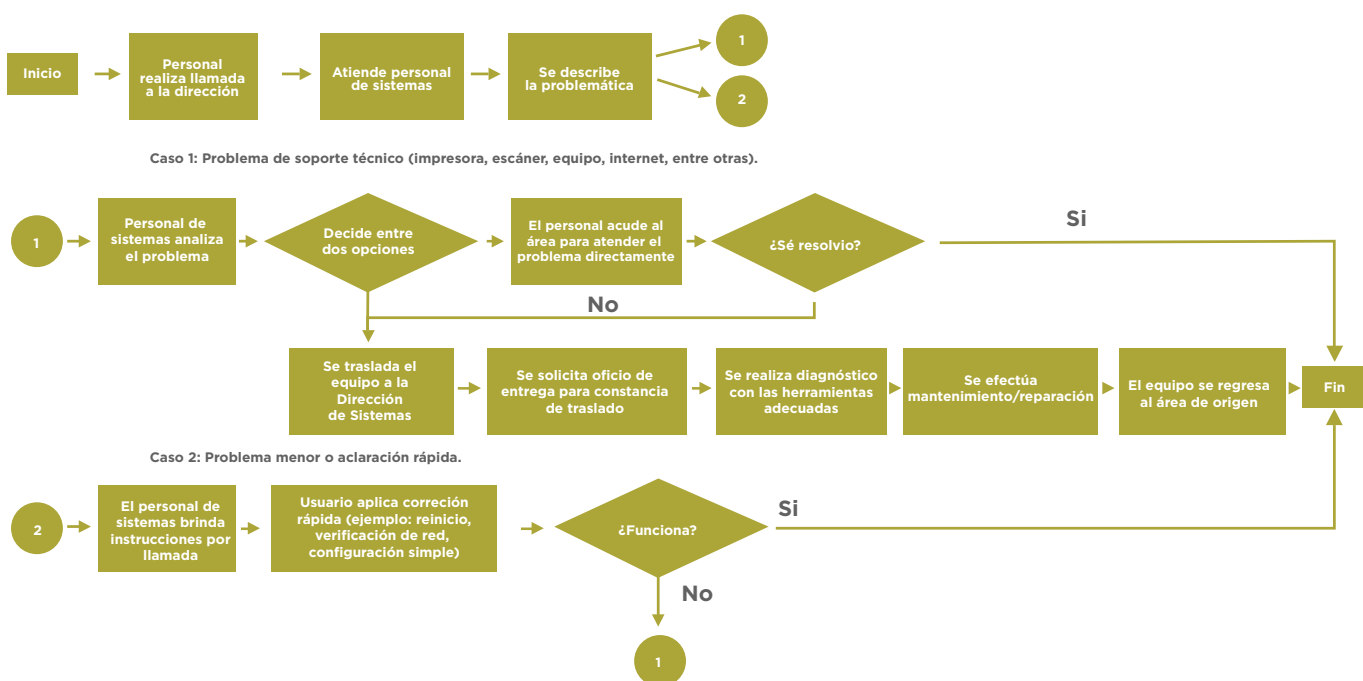 Inicio
Personal
realiza llamada
a la dirección
Atiende personal
de sistemas
Se describe
la problemática
1
2
Caso 1: Problema de soporte técnico (impresora, escáner, equipo, internet, entre otras).
1
Personal de
sistemas analiza
el problema
Decide entre
dos opciones
El personal acude al
área para atender el
problema directamente
¿Sé resolvio?
Si
No
Se traslada el
equipo a la
Dirección
de Sistemas
Se solicita oficio de
entrega para constancia
de traslado
Se realiza diagnóstico
con las herramientas
adecuadas
Se efectúa
mantenimiento/reparación
El equipo se regresa
al área de origen
Fin
Caso 2: Problema menor o aclaración rápida.
2
El personal de
sistemas brinda
instrucciones por
llamada
Usuario aplica correción
rápida (ejemplo: reinicio,
verificación de red,
configuración simple)
¿Funciona?
Si
No
1